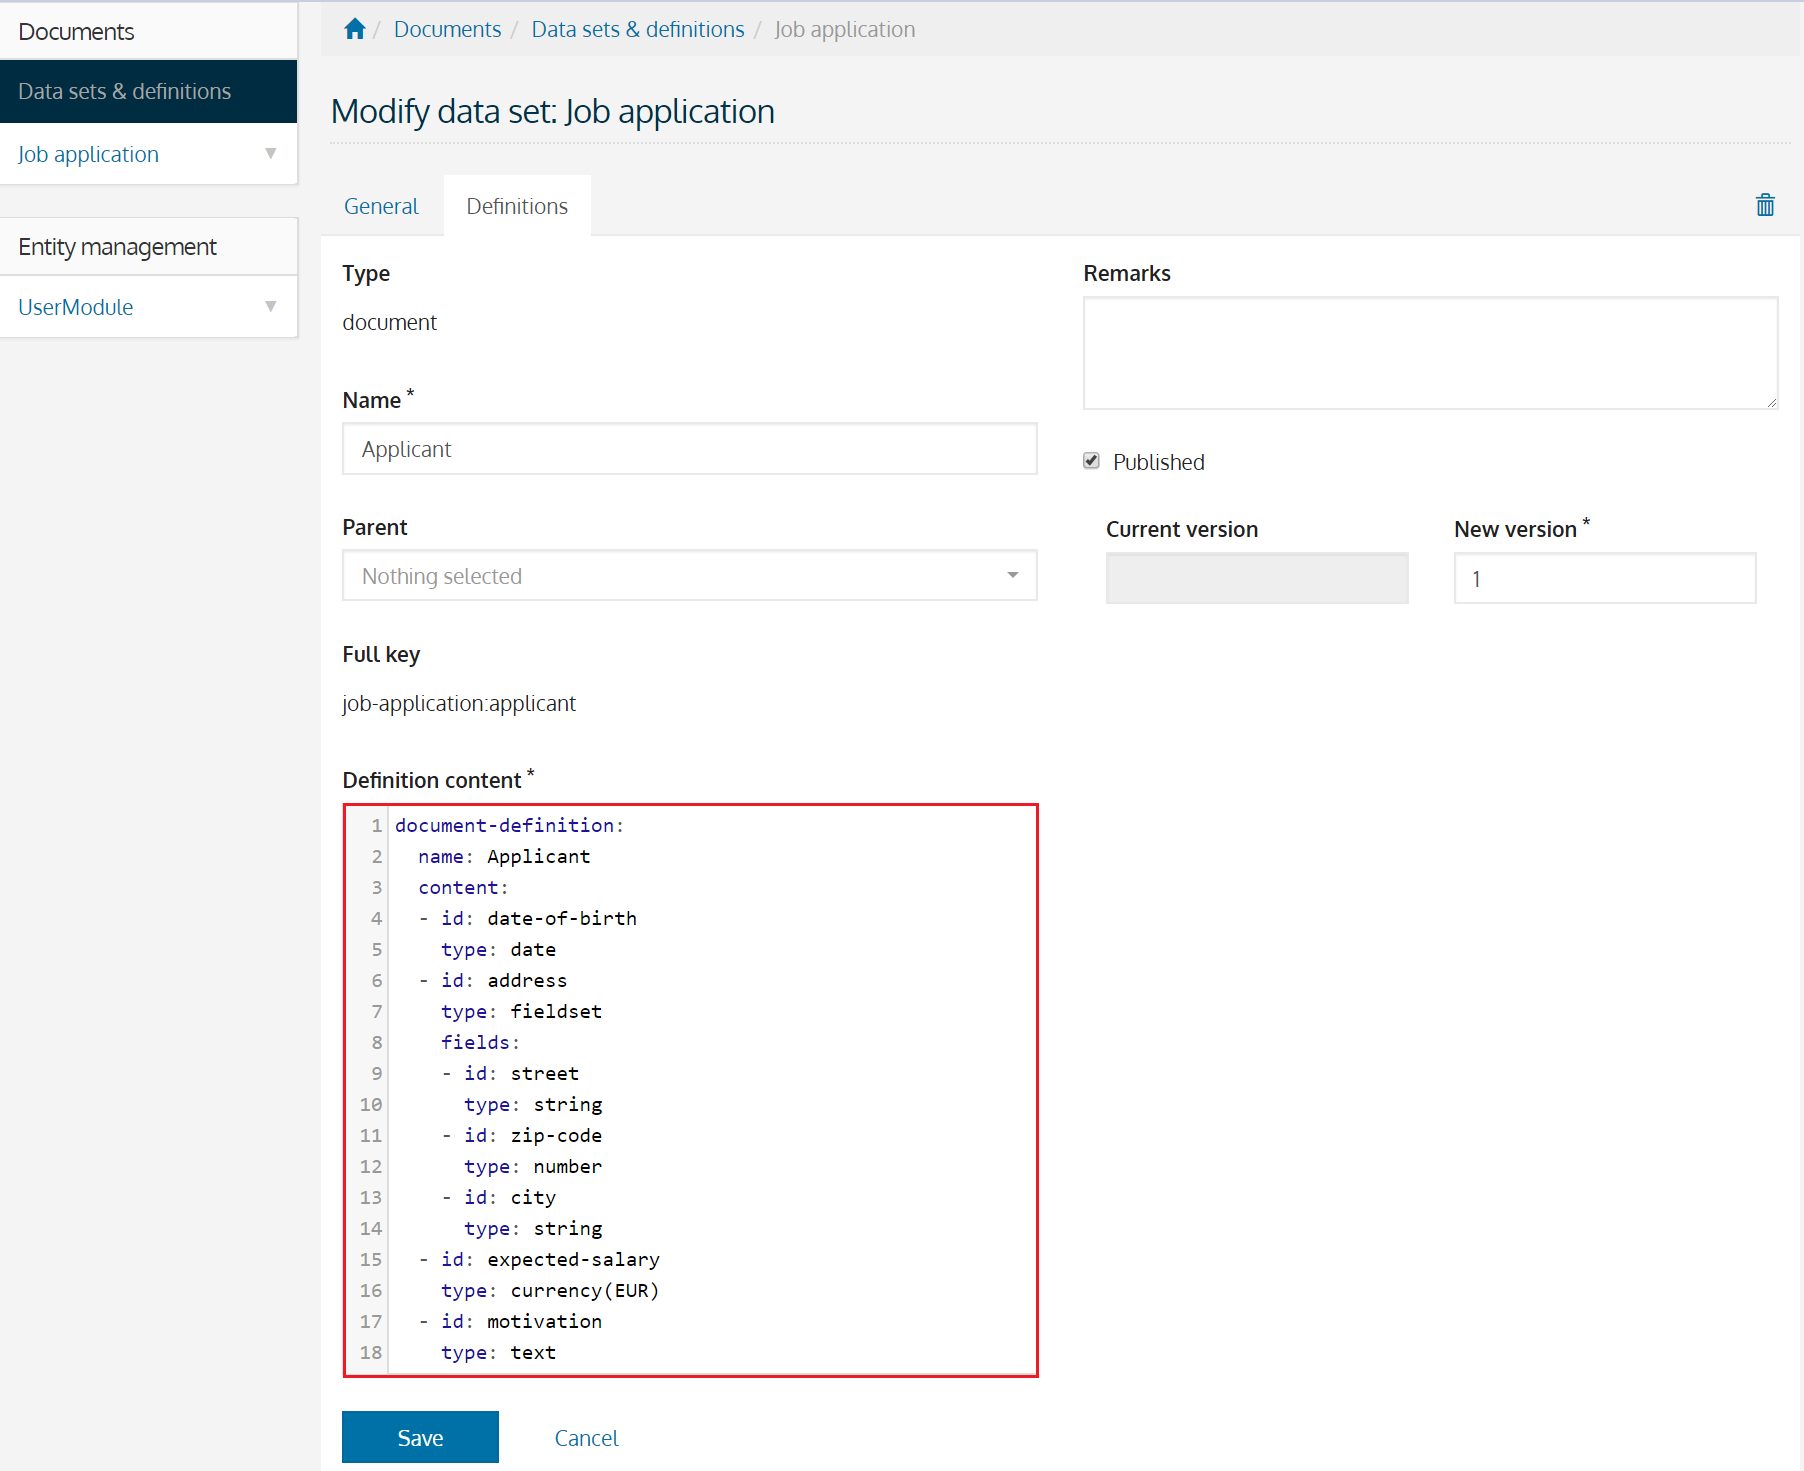 Documents
Data sets & definitions
Job application
Entity management
UserModule
/ Documents / Data sets & definitions / Job application
Modify data set: Job application
General
Definitions
Type
document
Name *
Applicant
Parent
Nothing selected
Full key
job-application:applicant
Remarks
Published
Current version
New version *
1
Definition content *
1 document-definition:
2   name: Applicant
3   content:
4   - id: date-of-birth
5     type: date
6   - id: address
7     type: fieldset
8     fields:
9     - id: street
10       type: string
11     - id: zip-code
12       type: number
13     - id: city
14       type: string
15   - id: expected-salary
16     type: currency(EUR)
17   - id: motivation
18     type: text
Save
Cancel